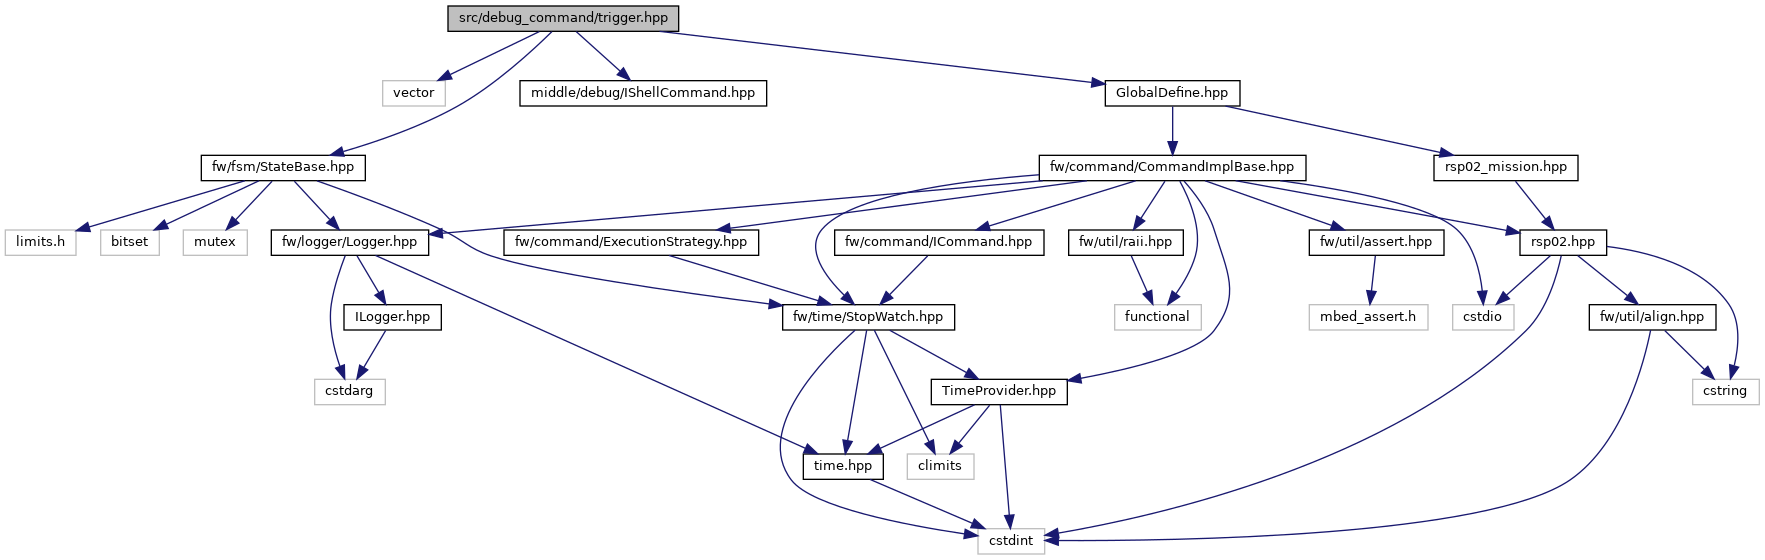 src/debug_command/trigger.hpp
vector
middle/debug/IShellCommand.hpp
GlobalDefine.hpp
fw/fsm/StateBase.hpp
fw/command/CommandImplBase.hpp
rsp02_mission.hpp
limits.h
bitset
mutex
fw/logger/Logger.hpp
fw/command/ExecutionStrategy.hpp
fw/command/ICommand.hpp
fw/util/raii.hpp
fw/util/assert.hpp
rsp02.hpp
ILogger.hpp
fw/time/StopWatch.hpp
functional
mbed_assert.h
cstdio
fw/util/align.hpp
cstdarg
TimeProvider.hpp
cstring
time.hpp
climits
cstdint